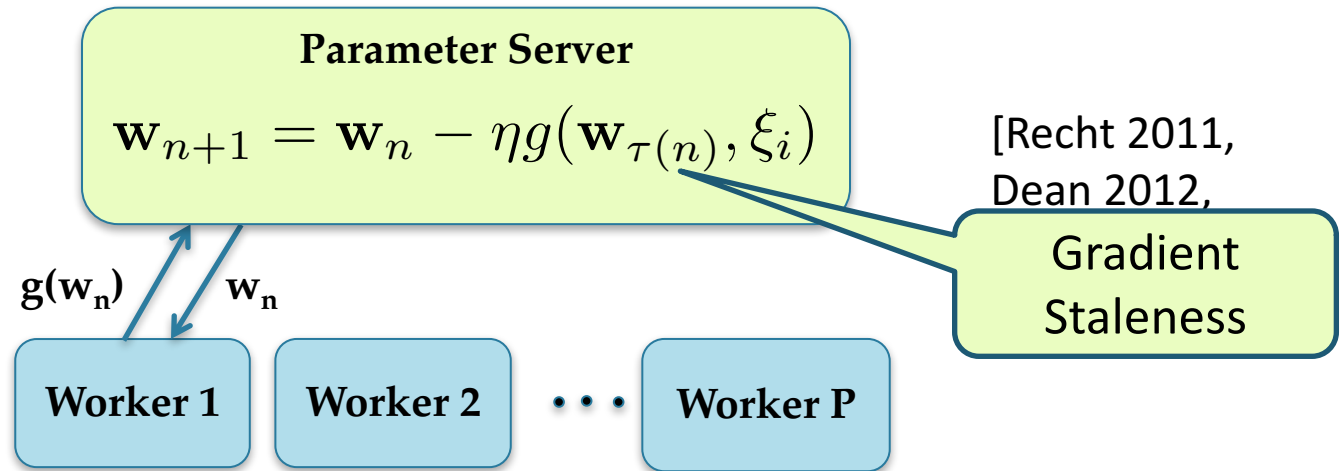 Parameter Server
𝐰ₙ₊₁ = 𝐰ₙ − ηg(𝐰_{τ(n)}, ξᵢ)
[Recht 2011,
Dean 2012,
Gradient
Staleness
g(wₙ)
wₙ
Worker 1
Worker 2
• • •
Worker P